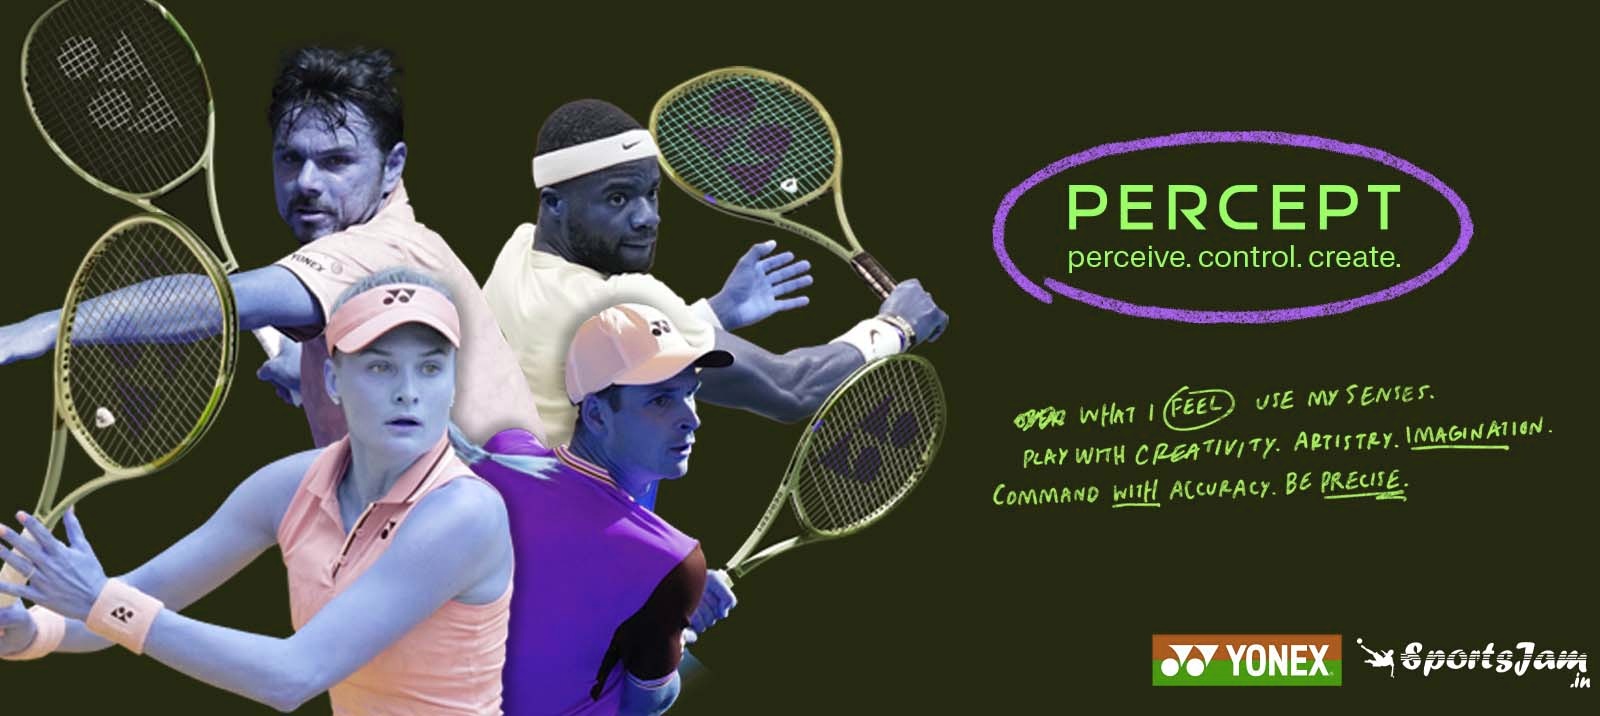 PERCEPT
perceive. control. create.
WHAT I FEEL USE MY SENSES.
PLAY WITH CREATIVITY. ARTISTRY. IMAGINATION.
COMMAND WITH ACCURACY. BE PRECISE.
YONEX
YONEX
SportsJam
.in